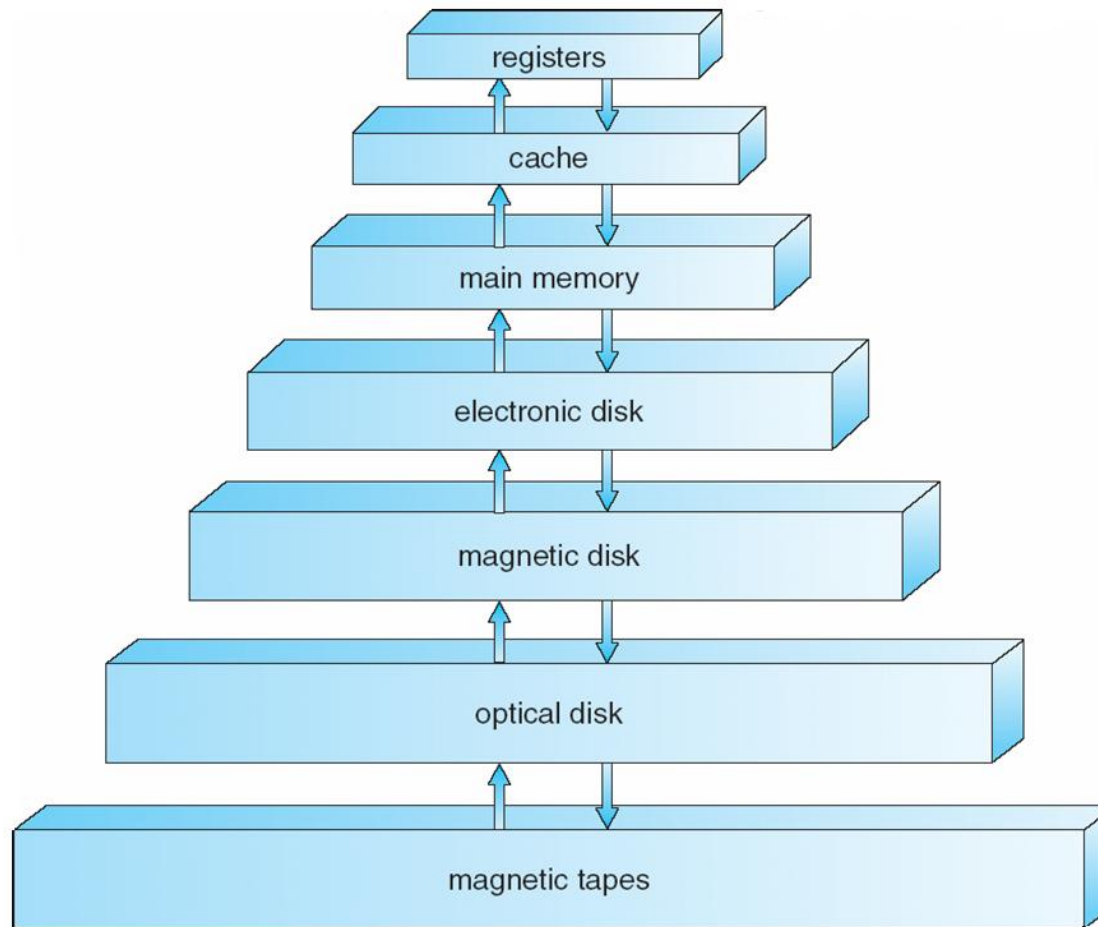 registers
cache
main memory
electronic disk
magnetic disk
optical disk
magnetic tapes